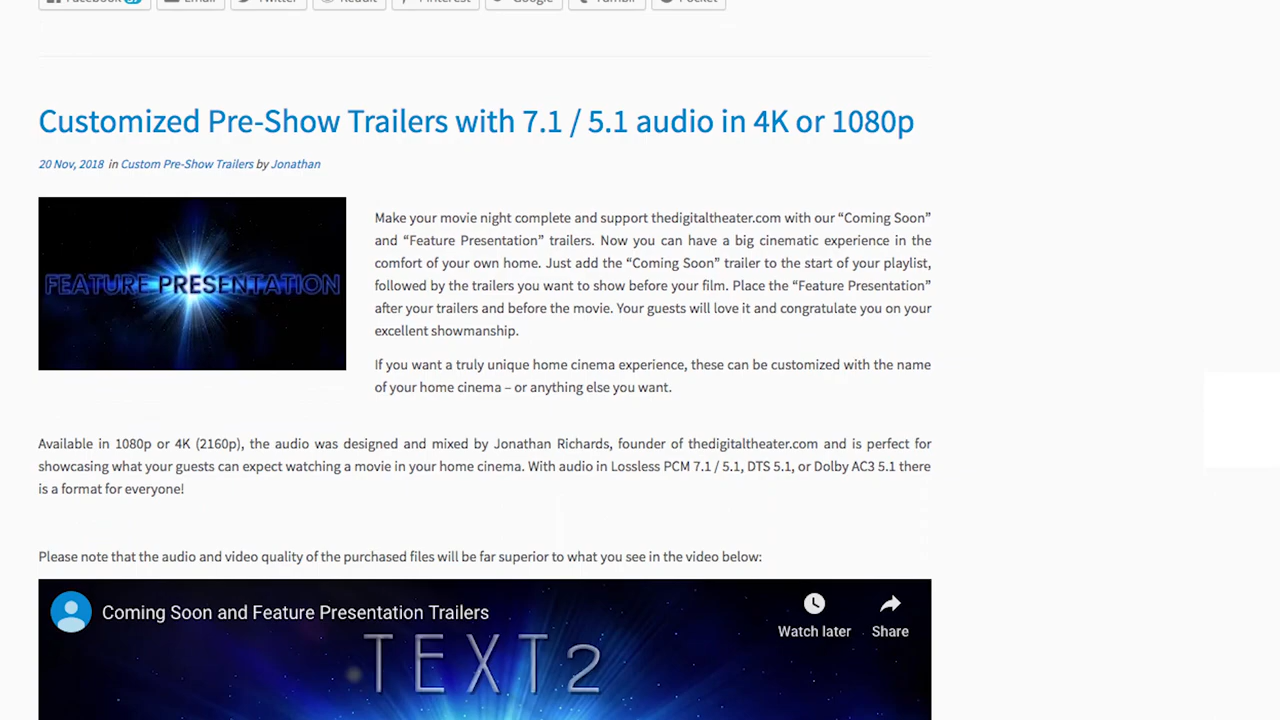 Facebook Email Twitter Reddit Pinterest Google Tumblr Pocket
Customized Pre-Show Trailers with 7.1 / 5.1 audio in 4K or 1080p
20 Nov, 2018 in Custom Pre-Show Trailers by Jonathan
FEATURE PRESENTATION
Make your movie night complete and support thedigitaltheater.com with our “Coming Soon”
and “Feature Presentation” trailers. Now you can have a big cinematic experience in the
comfort of your own home. Just add the “Coming Soon” trailer to the start of your playlist,
followed by the trailers you want to show before your film. Place the “Feature Presentation”
after your trailers and before the movie. Your guests will love it and congratulate you on your
excellent showmanship.
If you want a truly unique home cinema experience, these can be customized with the name
of your home cinema – or anything else you want.
Available in 1080p or 4K (2160p), the audio was designed and mixed by Jonathan Richards, founder of thedigitaltheater.com and is perfect for
showcasing what your guests can expect watching a movie in your home cinema. With audio in Lossless PCM 7.1 / 5.1, DTS 5.1, or Dolby AC3 5.1 there
is a format for everyone!
Please note that the audio and video quality of the purchased files will be far superior to what you see in the video below:
Coming Soon and Feature Presentation Trailers
Watch later Share
TEXT2